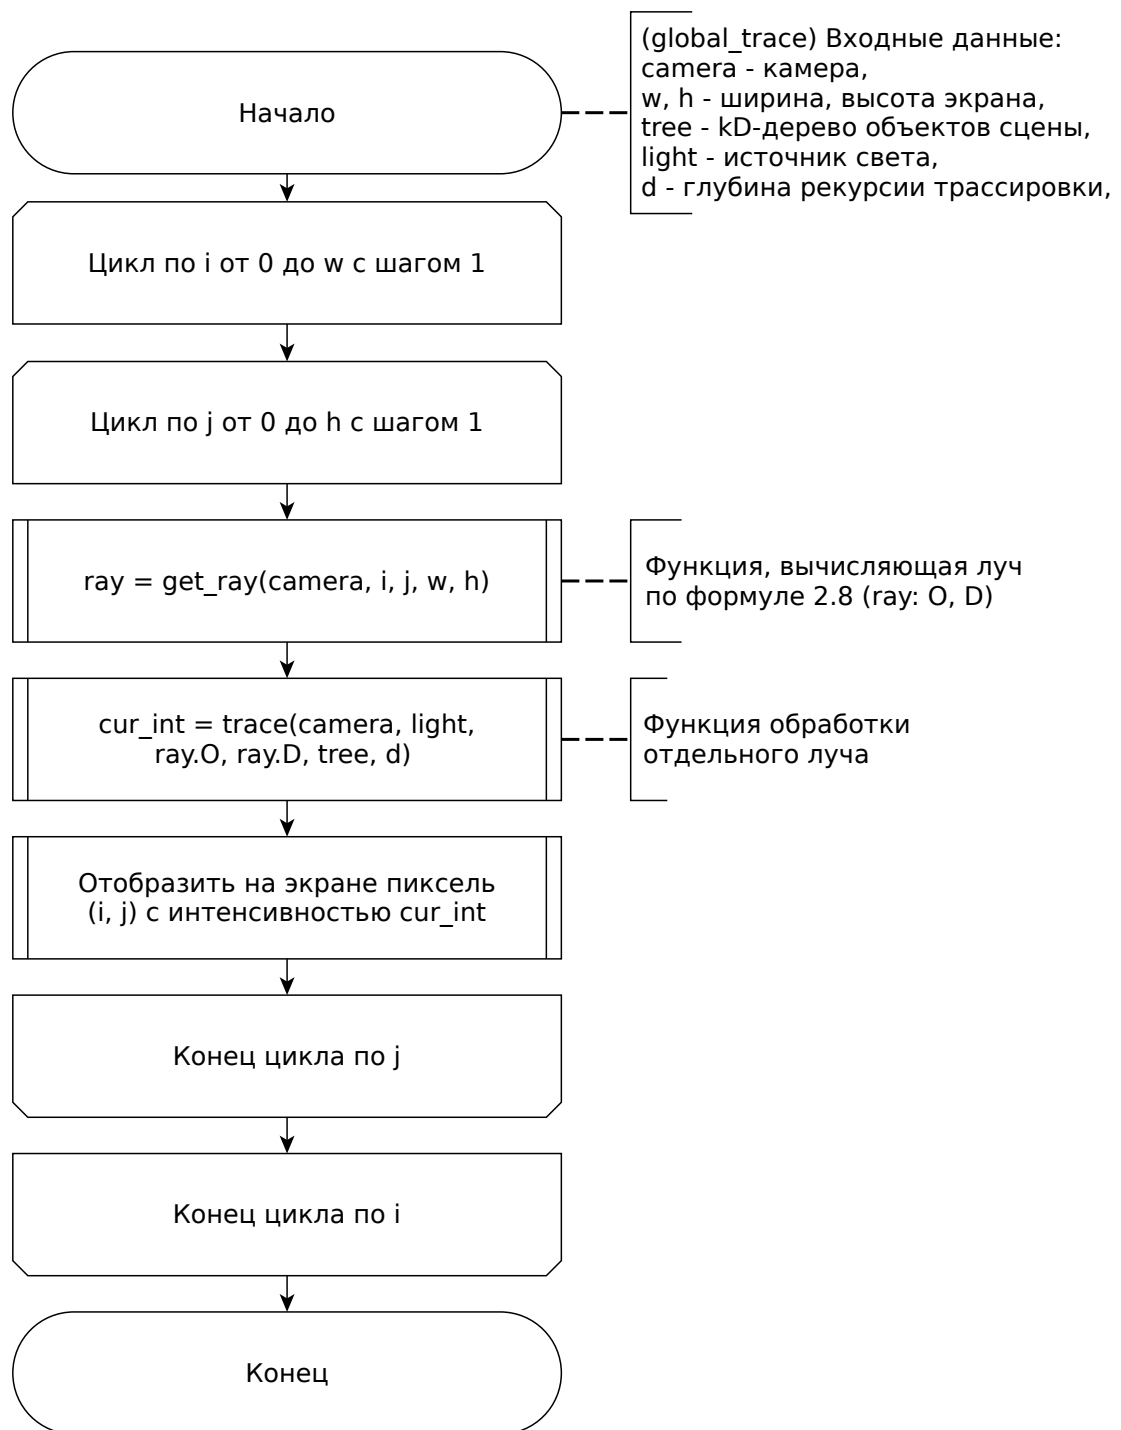 Начало
(global_trace) Входные данные:
camera - камера,
w, h - ширина, высота экрана,
tree - kD-дерево объектов сцены,
light - источник света,
d - глубина рекурсии трассировки,
Цикл по i от 0 до w с шагом 1
Цикл по j от 0 до h с шагом 1
ray = get_ray(camera, i, j, w, h)
Функция, вычисляющая луч
по формуле 2.8 (ray: O, D)
cur_int = trace(camera, light,
ray.O, ray.D, tree, d)
Функция обработки
отдельного луча
Отобразить на экране пиксель
(i, j) с интенсивностью cur_int
Конец цикла по j
Конец цикла по i
Конец